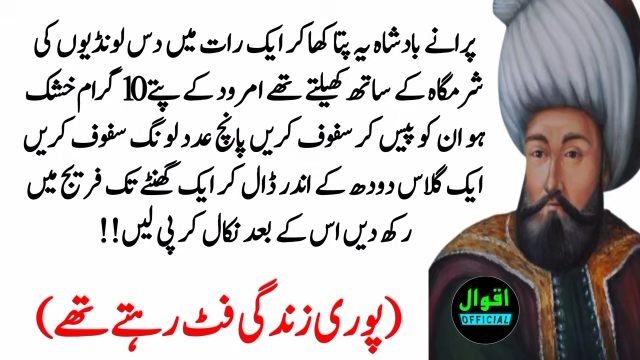 پرانے بادشاہ یہ پتا کھا کر ایک رات میں دس لونڈیوں کی
شرمگاہ کے ساتھ کھیلتے تھے امرود کے پتے 10 گرام خشک
ہو ان کو پیس کر سفوف کریں پانچ عدد لونگ سفوف کریں
ایک گلاس دودھ کے اندر ڈال کر ایک گھنٹے تک فریج میں
رکھ دیں اس کے بعد نکال کر پی لیں!!
(پوری زندگی فٹ رہتے تھے)
اقوال
OFFICIAL